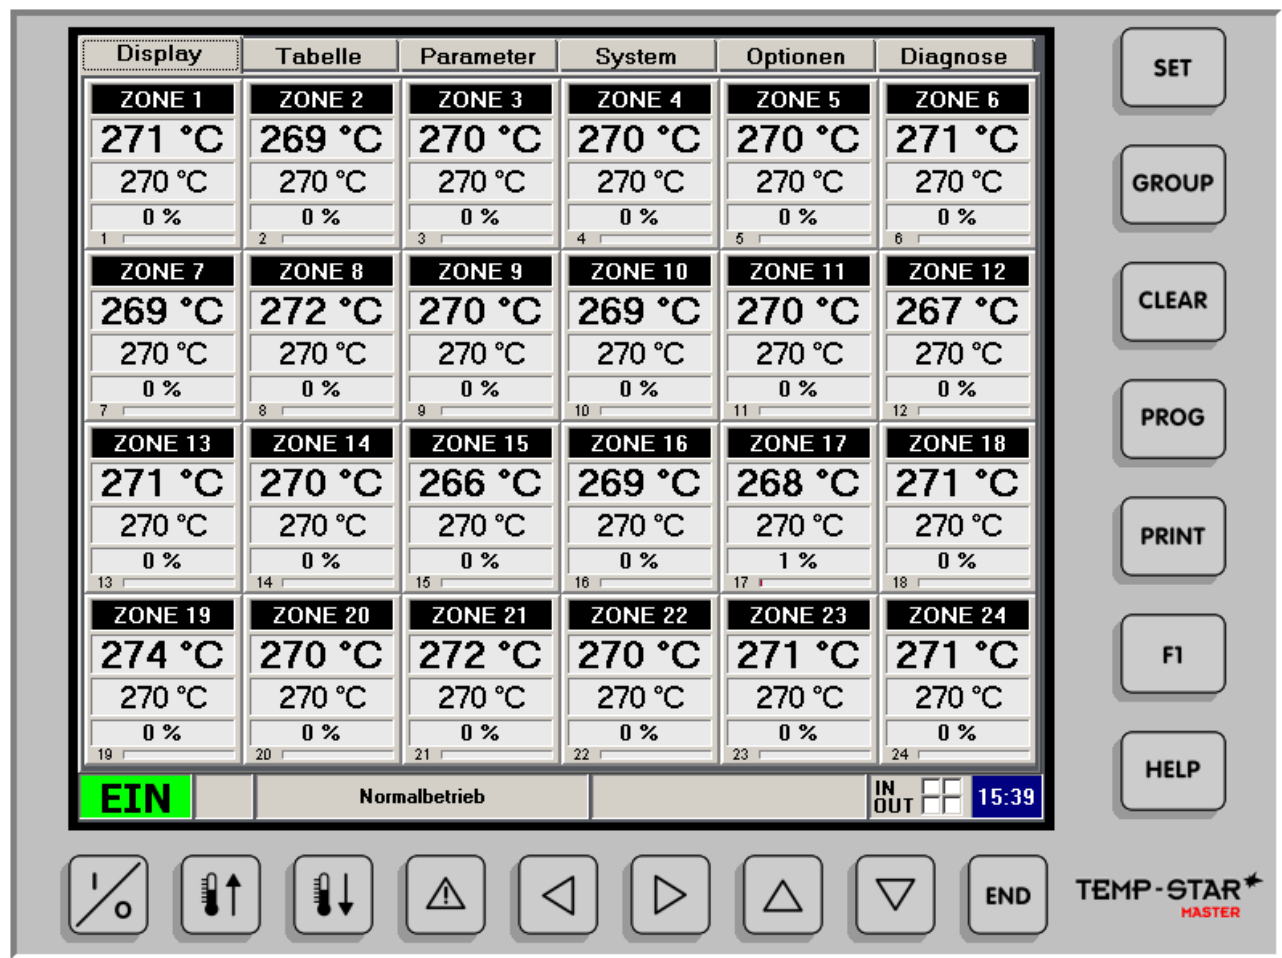 Display Tabelle Parameter System Optionen Diagnose
SET
ZONE 1 ZONE 2 ZONE 3 ZONE 4 ZONE 5 ZONE 6
271 °C 269 °C 270 °C 270 °C 270 °C 271 °C
270 °C 270 °C 270 °C 270 °C 270 °C 270 °C
GROUP
0 % 0 % 0 % 0 % 0 % 0 %
1 2 3 4 5 6
ZONE 7 ZONE 8 ZONE 9 ZONE 10 ZONE 11 ZONE 12
269 °C 272 °C 270 °C 269 °C 270 °C 267 °C
CLEAR
270 °C 270 °C 270 °C 270 °C 270 °C 270 °C
0 % 0 % 0 % 0 % 0 % 0 %
7 8 9 10 11 12
PROG
ZONE 13 ZONE 14 ZONE 15 ZONE 16 ZONE 17 ZONE 18
271 °C 270 °C 266 °C 269 °C 268 °C 271 °C
270 °C 270 °C 270 °C 270 °C 270 °C 270 °C
PRINT
0 % 0 % 0 % 0 % 1 % 0 %
13 14 15 16 17 18
ZONE 19 ZONE 20 ZONE 21 ZONE 22 ZONE 23 ZONE 24
274 °C 270 °C 272 °C 270 °C 271 °C 271 °C
F1
270 °C 270 °C 270 °C 270 °C 270 °C 270 °C
0 % 0 % 0 % 0 % 0 % 0 %
19 20 21 22 23 24
HELP
EIN Normalbetrieb IN OUT 15:39
I/O END
TEMP-STAR
MASTER